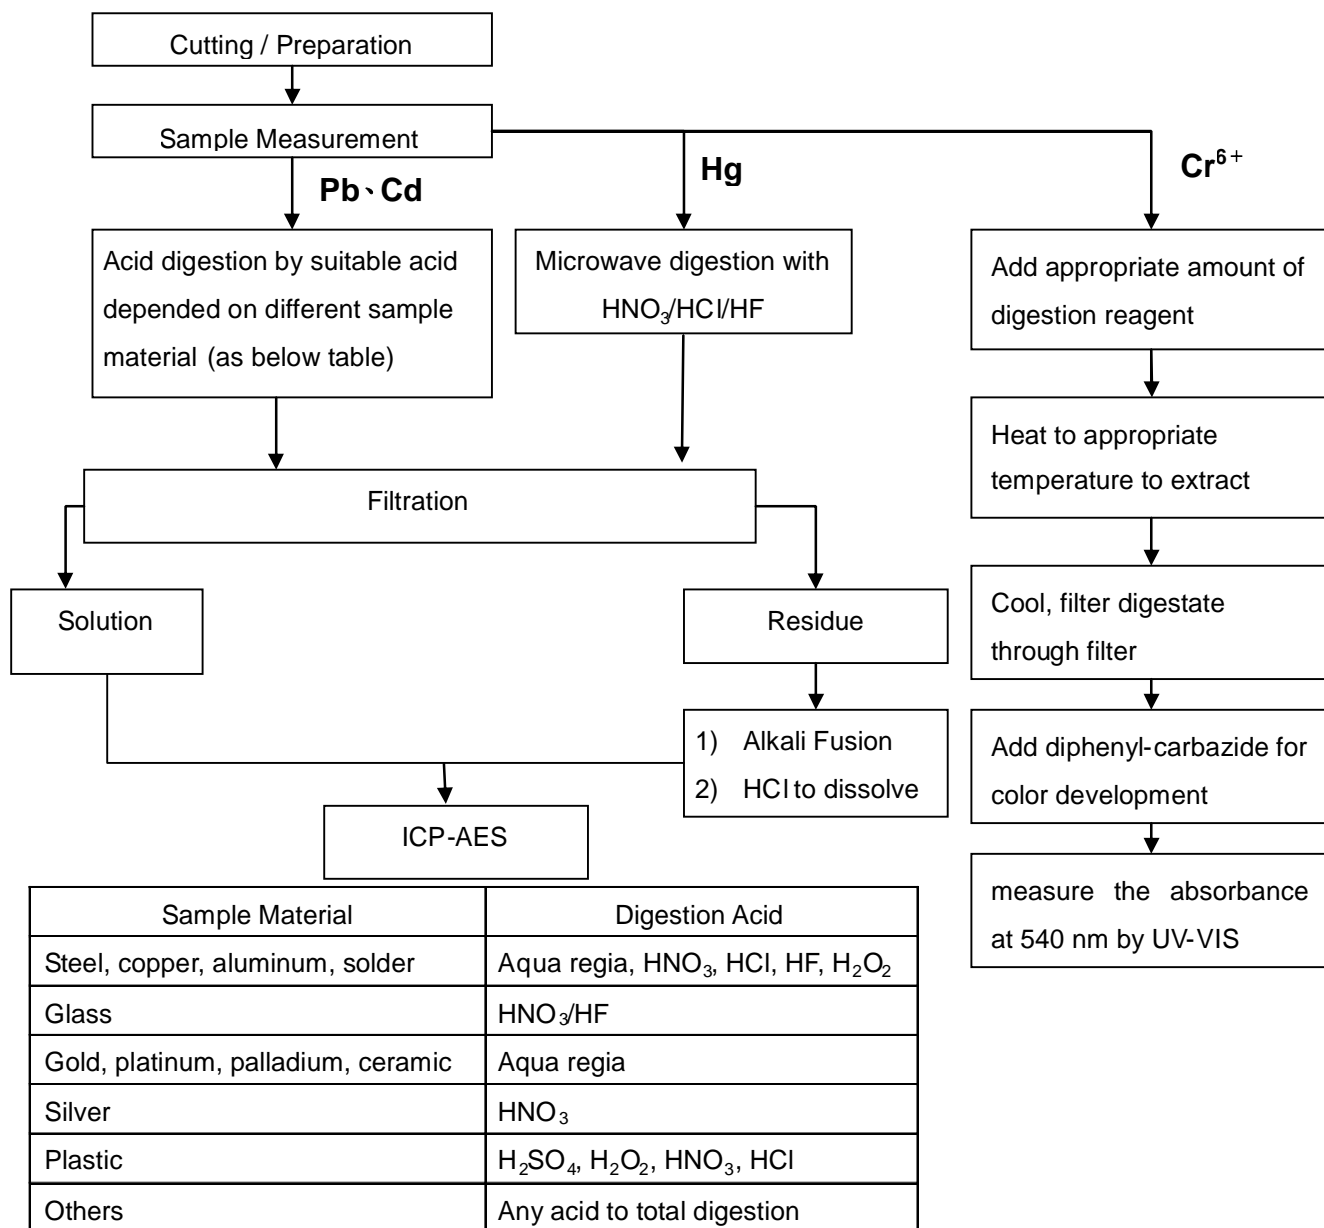 Cutting / Preparation
Sample Measurement
Pb、Cd
Hg
Cr⁶⁺
Acid digestion by suitable acid
depended on different sample
material (as below table)
Microwave digestion with
HNO₃/HCl/HF
Add appropriate amount of
digestion reagent
Heat to appropriate
temperature to extract
Filtration
Solution
Residue
Cool, filter digestate
through filter
1) Alkali Fusion
2) HCl to dissolve
Add diphenyl-carbazide for
color development
ICP-AES
measure the absorbance
at 540 nm by UV-VIS
Sample Material Digestion Acid
Steel, copper, aluminum, solder Aqua regia, HNO₃, HCl, HF, H₂O₂
Glass HNO₃/HF
Gold, platinum, palladium, ceramic Aqua regia
Silver HNO₃
Plastic H₂SO₄, H₂O₂, HNO₃, HCl
Others Any acid to total digestion